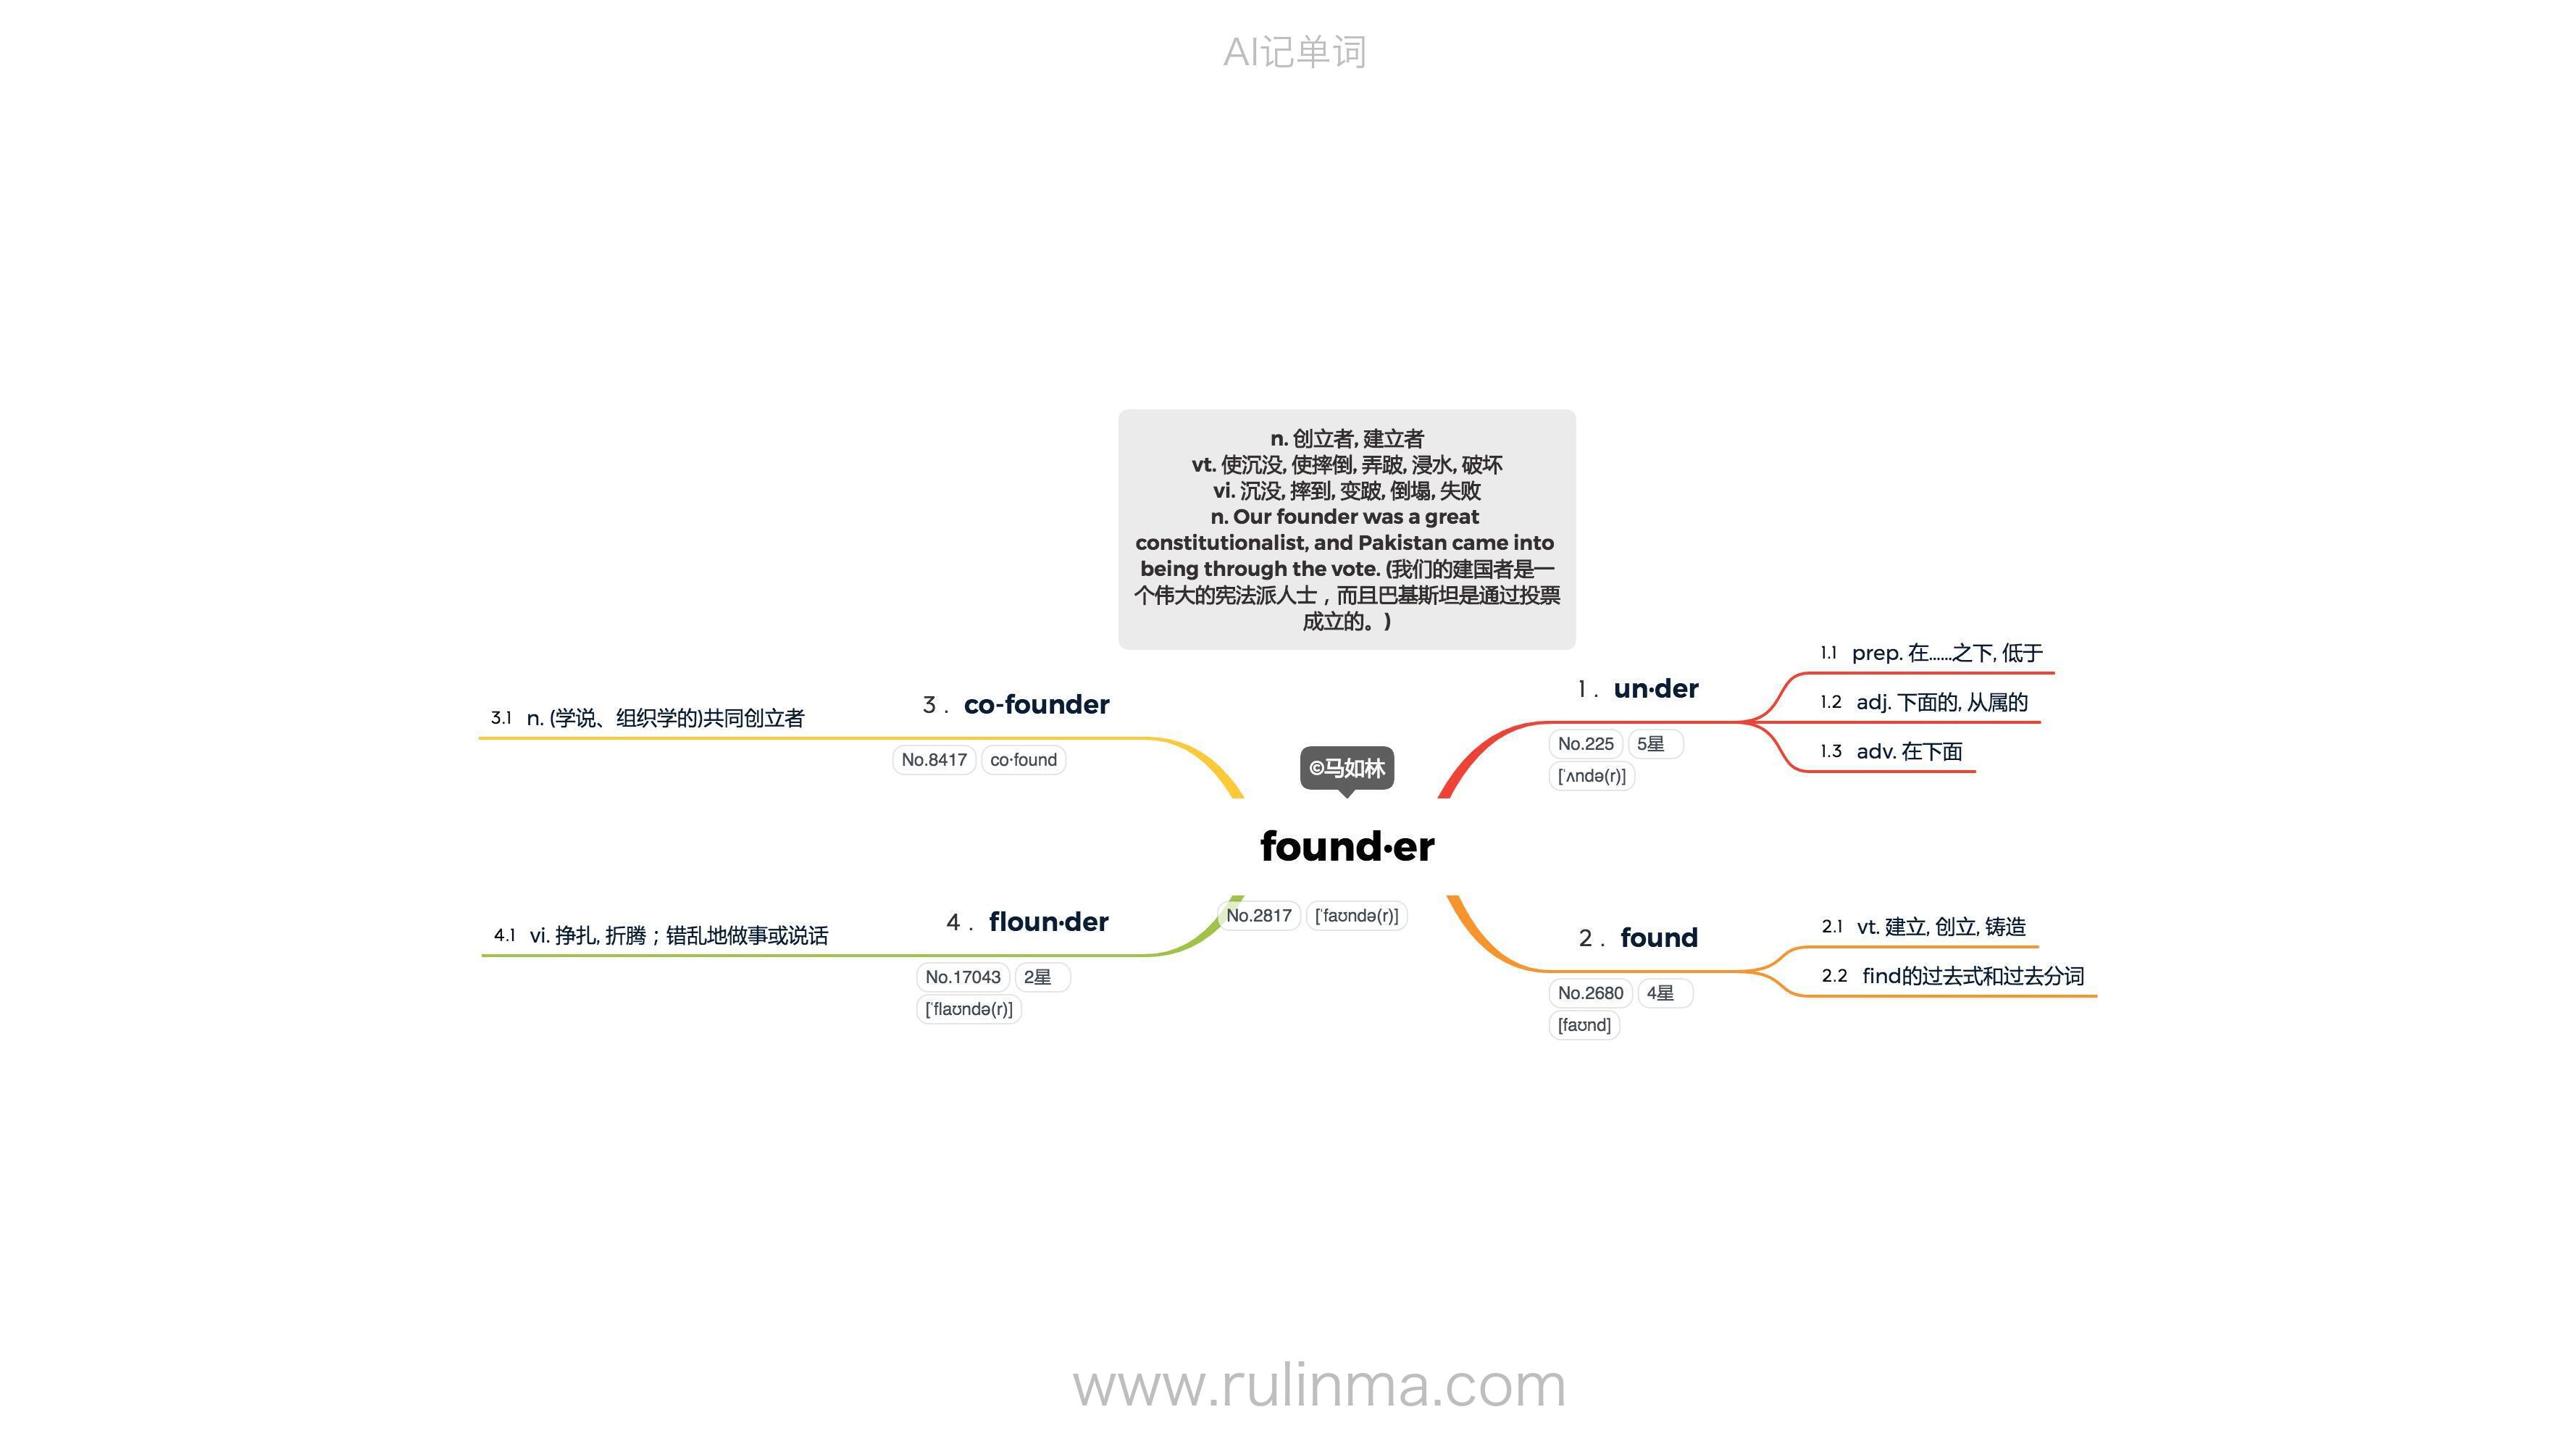 AI记单词
n. 创立者, 建立者
vt. 使沉没, 使摔倒, 弄跛, 浸水, 破坏
vi. 沉没, 摔到, 变跛, 倒塌, 失败
n. Our founder was a great
constitutionalist, and Pakistan came into
being through the vote. (我们的建国者是一
个伟大的宪法派人士，而且巴基斯坦是通过投票
成立的。)
©马如林
found·er
No.2817 [ˈfaʊndə(r)]
1. un·der
No.225 5星
[ˈʌndə(r)]
1.1 prep. 在......之下, 低于
1.2 adj. 下面的, 从属的
1.3 adv. 在下面
2. found
No.2680 4星
[faʊnd]
2.1 vt. 建立, 创立, 铸造
2.2 find的过去式和过去分词
3. co-founder
No.8417 co·found
3.1 n. (学说、组织学的)共同创立者
4. floun·der
No.17043 2星
[ˈflaʊndə(r)]
4.1 vi. 挣扎, 折腾；错乱地做事或说话
www.rulinma.com